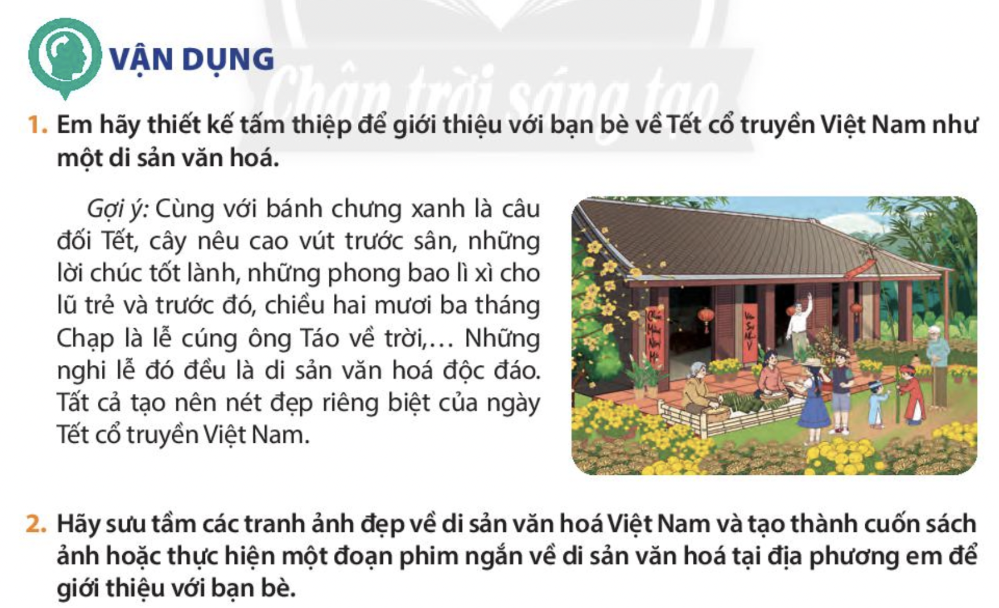 Chân trời sáng tạo
VẬN DỤNG
1. Em hãy thiết kế tấm thiệp để giới thiệu với bạn bè về Tết cổ truyền Việt Nam như
một di sản văn hoá.
Gợi ý: Cùng với bánh chưng xanh là câu
đối Tết, cây nêu cao vút trước sân, những
lời chúc tốt lành, những phong bao lì xì cho
lũ trẻ và trước đó, chiều hai mươi ba tháng
Chạp là lễ cúng ông Táo về trời,... Những
nghi lễ đó đều là di sản văn hoá độc đáo.
Tất cả tạo nên nét đẹp riêng biệt của ngày
Tết cổ truyền Việt Nam.
Chúc
Mừng
Năm
Mới
Vạn
Sự
Như
Ý
2. Hãy sưu tầm các tranh ảnh đẹp về di sản văn hoá Việt Nam và tạo thành cuốn sách
ảnh hoặc thực hiện một đoạn phim ngắn về di sản văn hoá tại địa phương em để
giới thiệu với bạn bè.